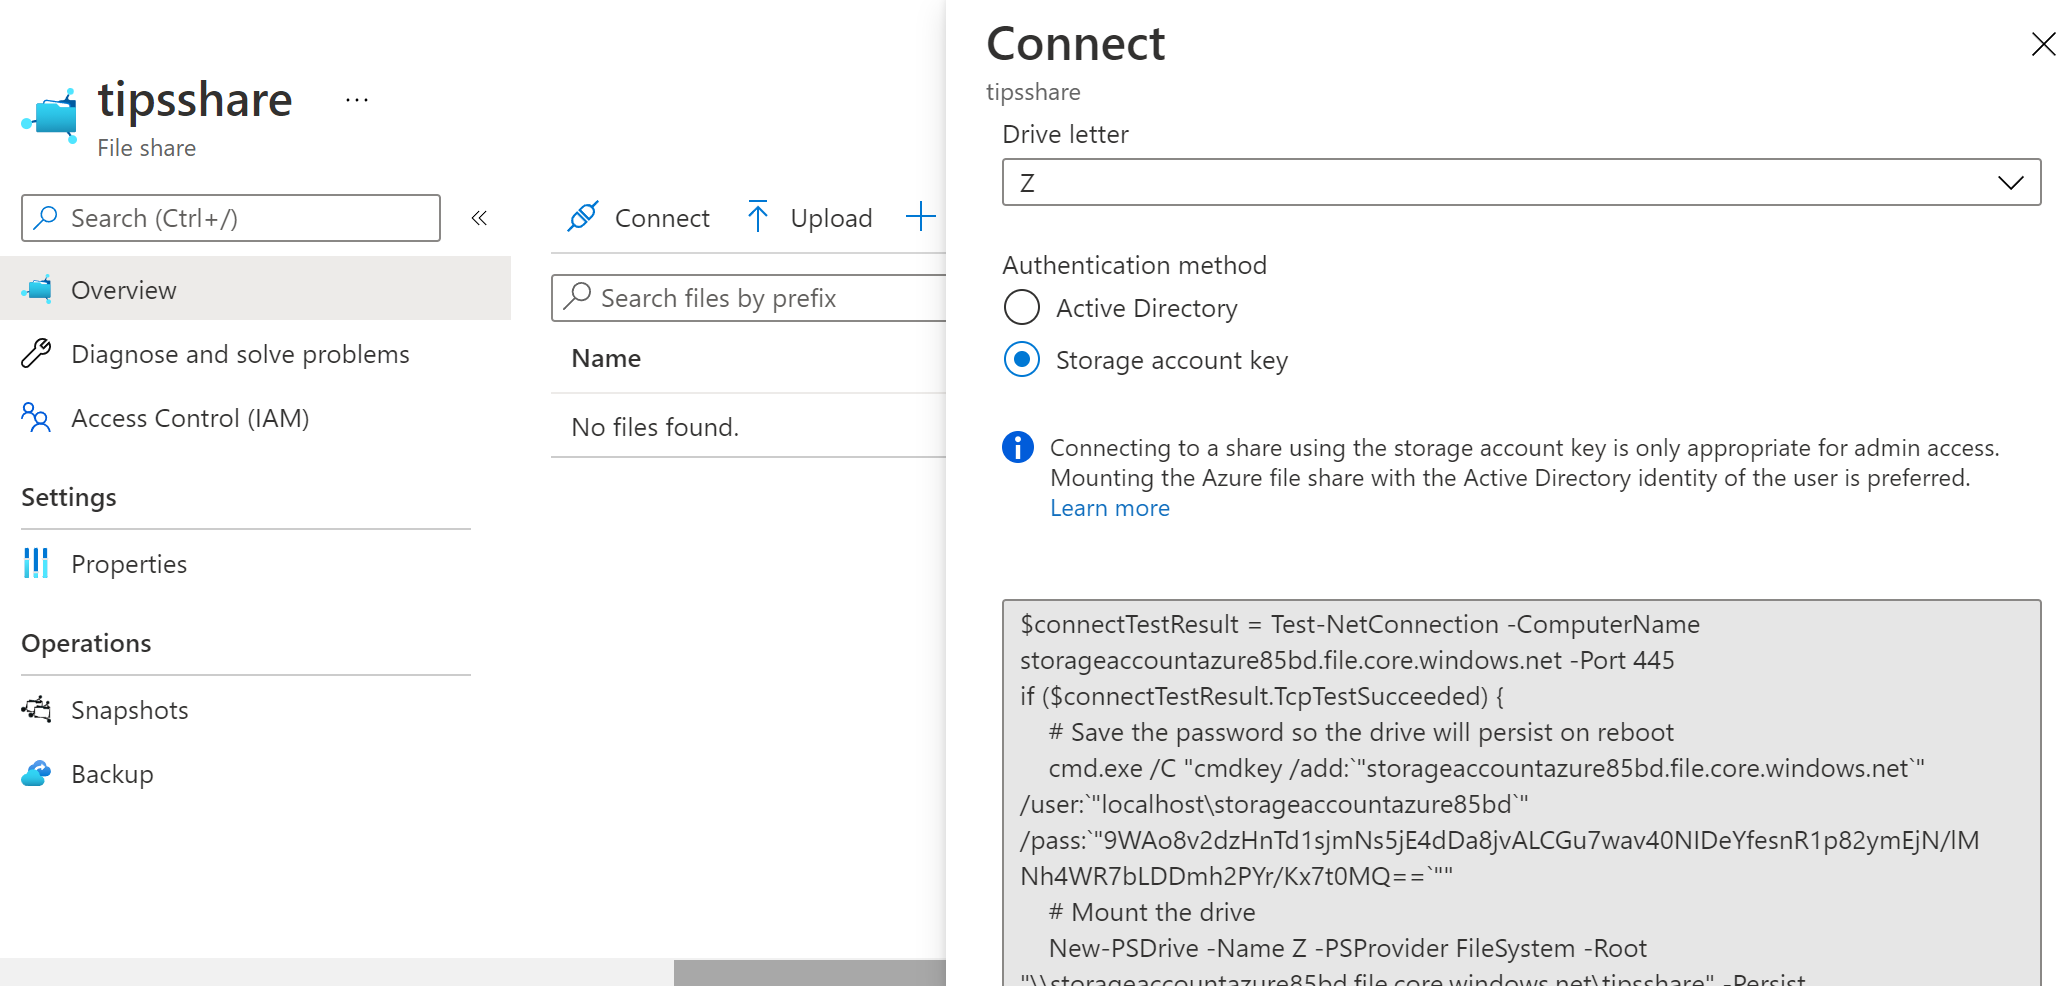 tipsshare
...
File share
Search (Ctrl+/)
«
Overview
Diagnose and solve problems
Access Control (IAM)
Settings
Properties
Operations
Snapshots
Backup
Connect
Upload
Search files by prefix
Name
No files found.
Connect
tipsshare
Drive letter
Z
Authentication method
Active Directory
Storage account key
Connecting to a share using the storage account key is only appropriate for admin access.
Mounting the Azure file share with the Active Directory identity of the user is preferred.
Learn more
$connectTestResult = Test-NetConnection -ComputerName
storageaccountazure85bd.file.core.windows.net -Port 445
if ($connectTestResult.TcpTestSucceeded) {
# Save the password so the drive will persist on reboot
cmd.exe /C "cmdkey /add:`"storageaccountazure85bd.file.core.windows.net`"
/user:`"localhost\storageaccountazure85bd`"
/pass:`"9WAo8v2dzHnTd1sjmNs5jE4dDa8jvALCGu7wav40NIDeYfesnR1p82ymEjN/lM
Nh4WR7bLDDmh2PYr/Kx7t0MQ==`""
# Mount the drive
New-PSDrive -Name Z -PSProvider FileSystem -Root
"\\storageaccountazure85bd.file.core.windows.net\tipsshare" -Persist